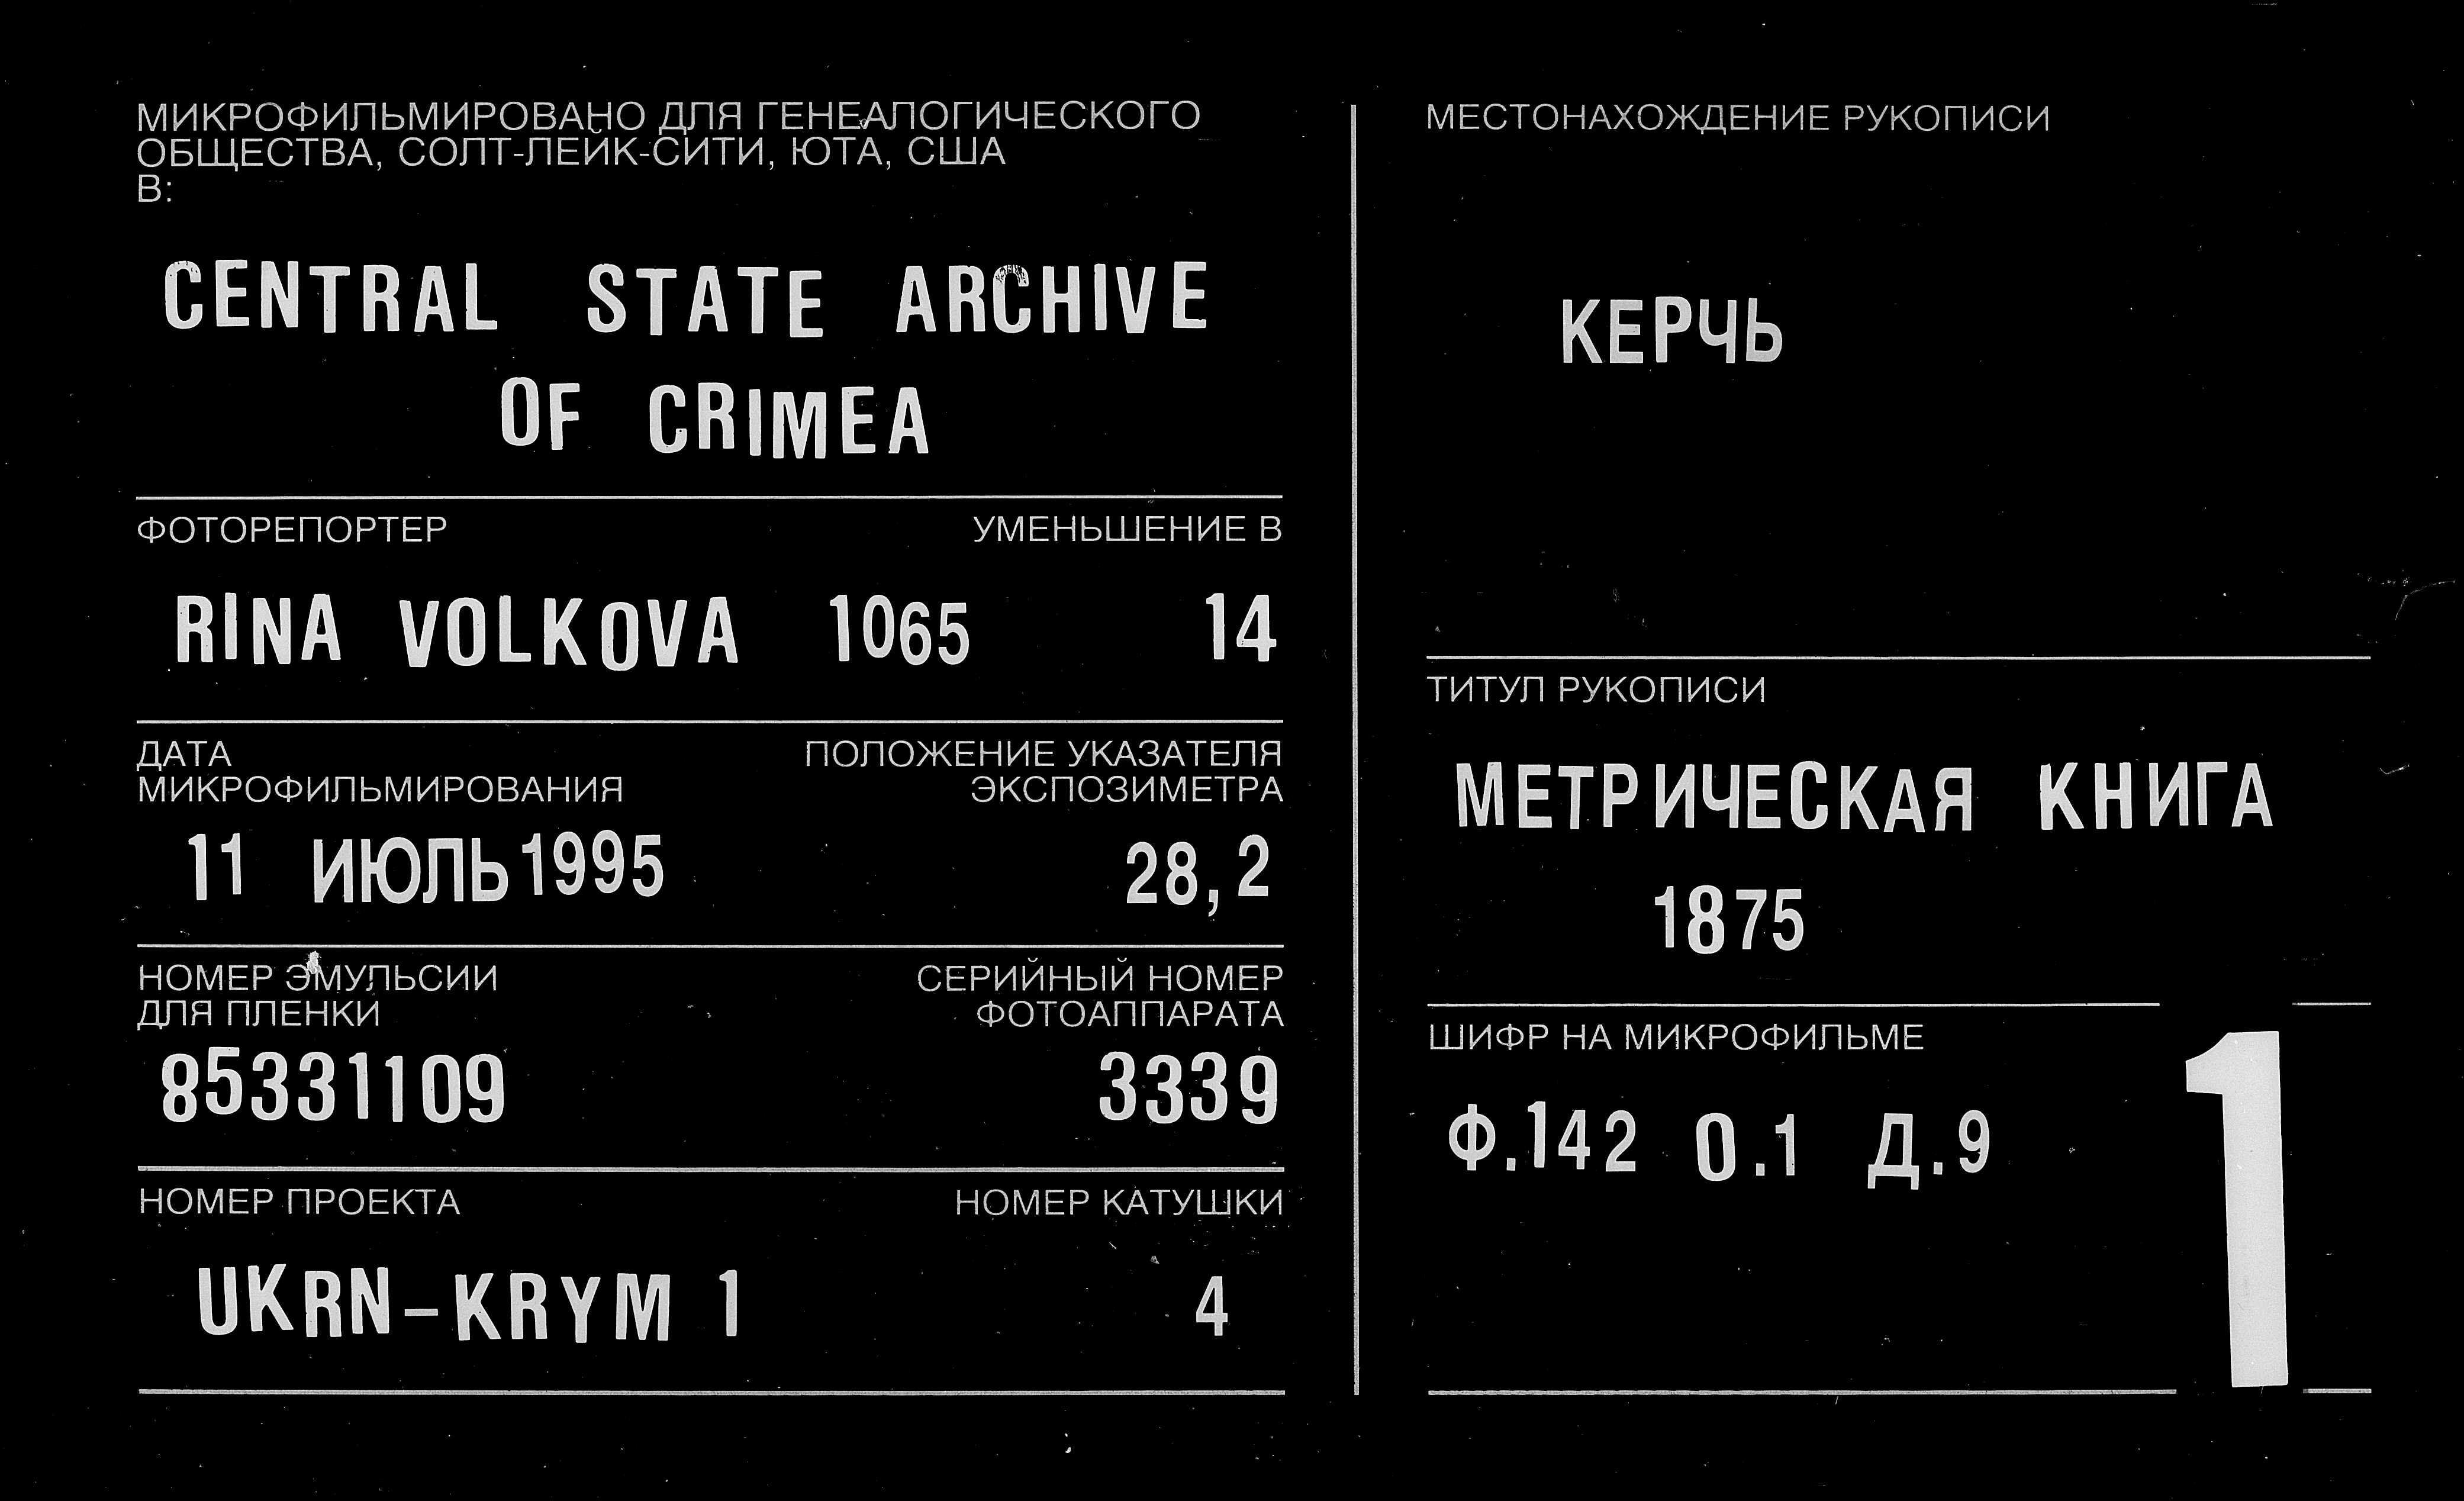 МИКРОФИЛЬМИРОВАНО ДЛЯ ГЕНЕАЛОГИЧЕСКОГО
ОБЩЕСТВА, СОЛТ-ЛЕЙК-СИТИ, ЮТА, США
В:
CENTRAL STATE ARCHIVE
OF CRIMEA
ФОТОРЕПОРТЕР УМЕНЬШЕНИЕ В
RINA VOLKOVA 1065 14
ДАТА ПОЛОЖЕНИЕ УКАЗАТЕЛЯ
МИКРОФИЛЬМИРОВАНИЯ ЭКСПОЗИМЕТРА
11 ИЮЛЬ 1995 28,2
НОМЕР ЭМУЛЬСИИ СЕРИЙНЫЙ НОМЕР
ДЛЯ ПЛЕНКИ ФОТОАППАРАТА
85331109 3339
НОМЕР ПРОЕКТА НОМЕР КАТУШКИ
UKRN-KRYM 1 4
МЕСТОНАХОЖДЕНИЕ РУКОПИСИ
КЕРЧЬ
ТИТУЛ РУКОПИСИ
МЕТРИЧЕСКАЯ КНИГА
1875
ШИФР НА МИКРОФИЛЬМЕ
Ф.142 О.1 Д.9
1